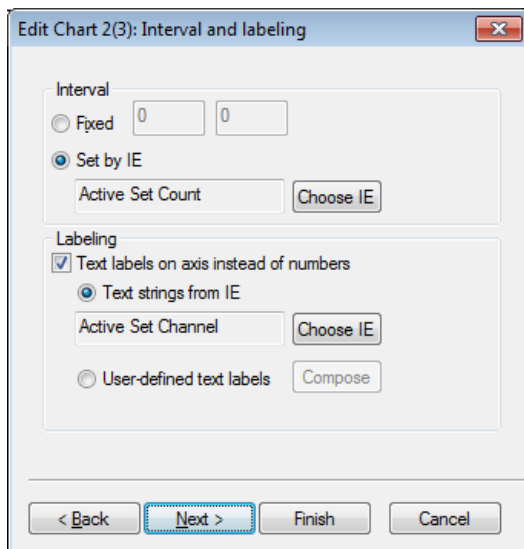 Edit Chart 2(3): Interval and labeling
Interval
Fixed 0 0
Set by IE
Active Set Count Choose IE
Labeling
Text labels on axis instead of numbers
Text strings from IE
Active Set Channel Choose IE
User-defined text labels Compose
< Back Next > Finish Cancel